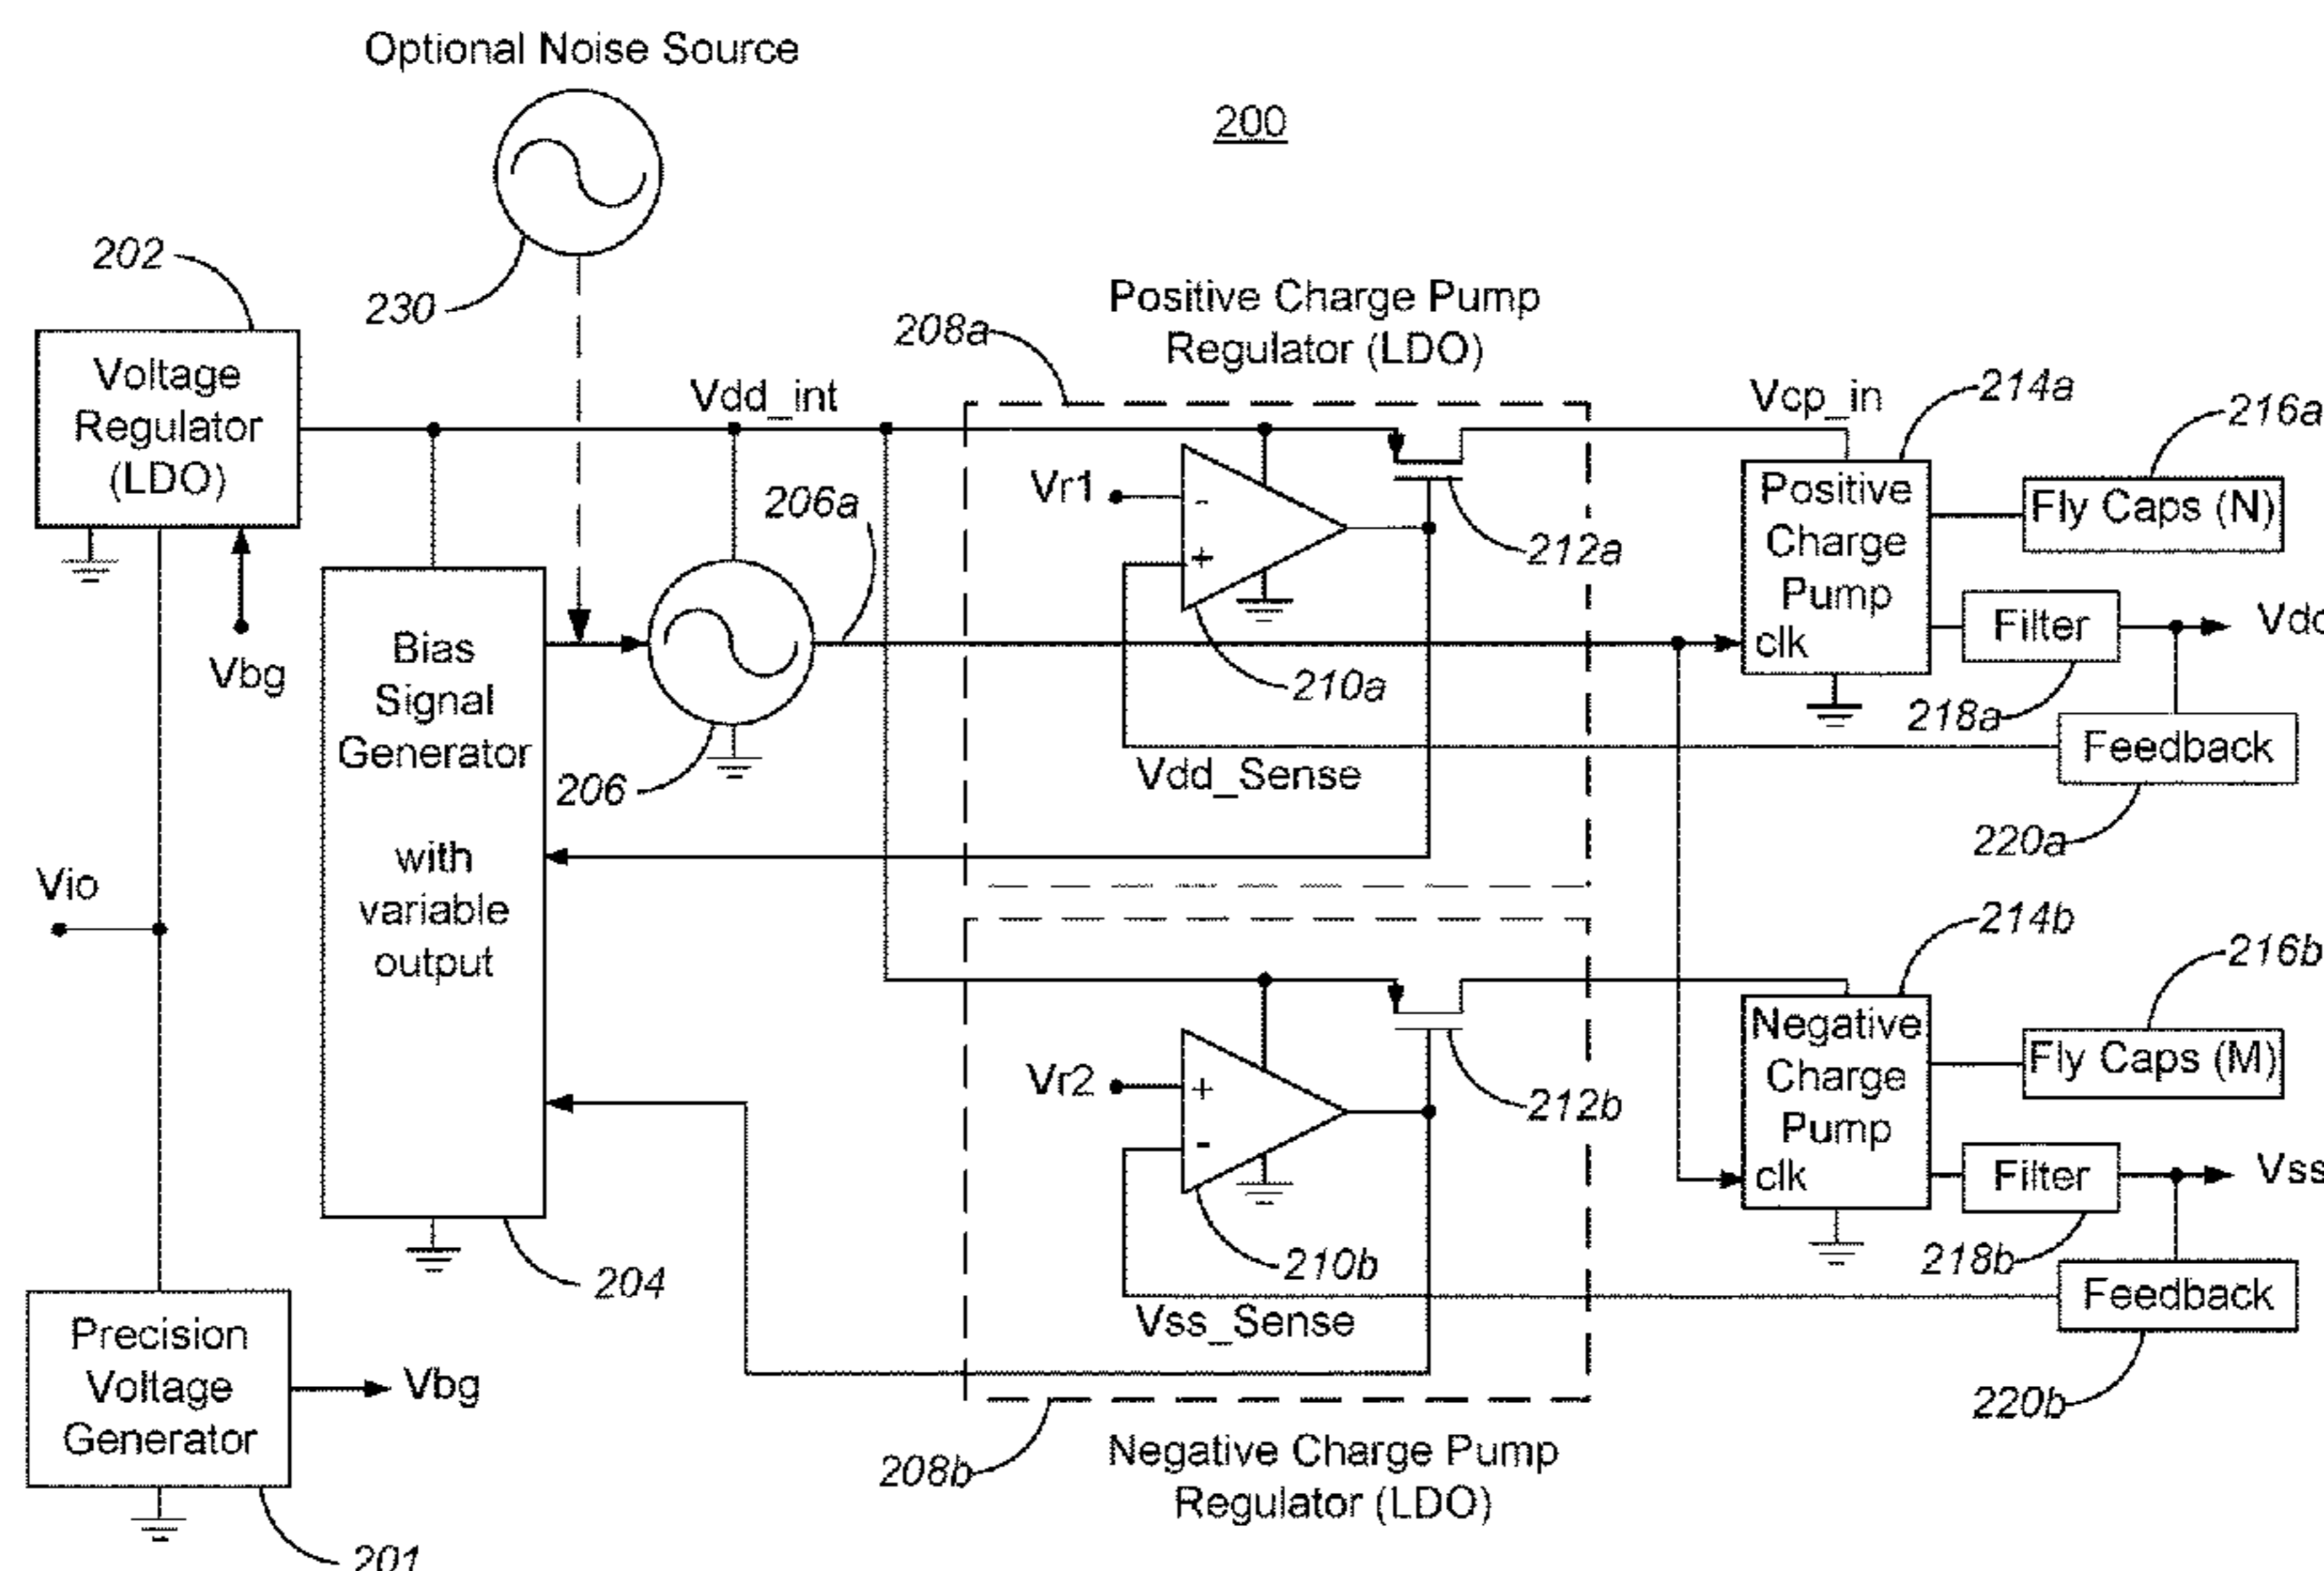 Optional Noise Source
200
202
230
Voltage
Regulator
(LDO)
Vbg
Vdd_int
208a
Positive Charge Pump
Regulator (LDO)
Vcp_in
214a
216a
Vr1
-
+
206a
212a
Positive
Charge
Pump
clk
Fly Caps (N)
Filter
210a
218a
Bias
Signal
Generator
with
variable
output
206
Vdd_Sense
Feedback
220a
Vio
214b
216b
Vr2
+
-
212b
Negative
Charge
Pump
clk
Fly Caps (M)
Filter
Vss
210b
218b
204
Vss_Sense
Feedback
220b
Precision
Voltage
Generator
Vbg
208b
Negative Charge Pump
Regulator (LDO)
201